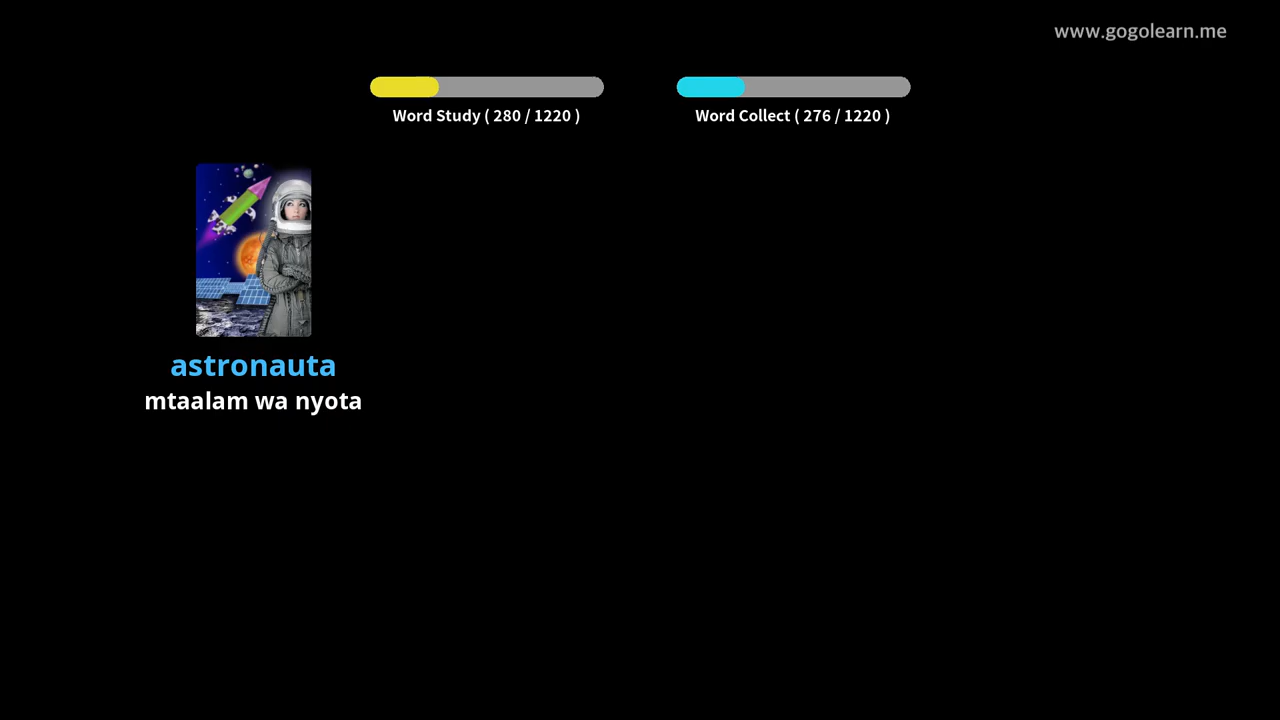 www.gogolearn.me
Word Study ( 280 / 1220 )
Word Collect ( 276 / 1220 )
astronauta
mtaalam wa nyota